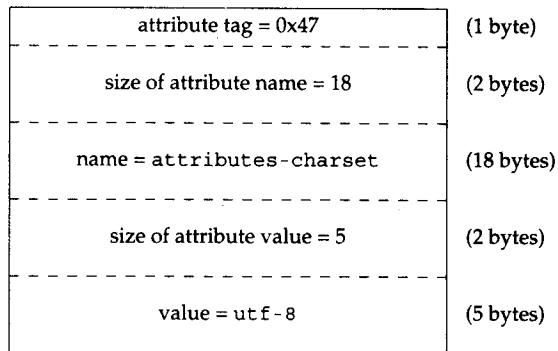 attribute tag = 0x47 (1 byte)
size of attribute name = 18 (2 bytes)
name = attributes-charset (18 bytes)
size of attribute value = 5 (2 bytes)
value = utf-8 (5 bytes)